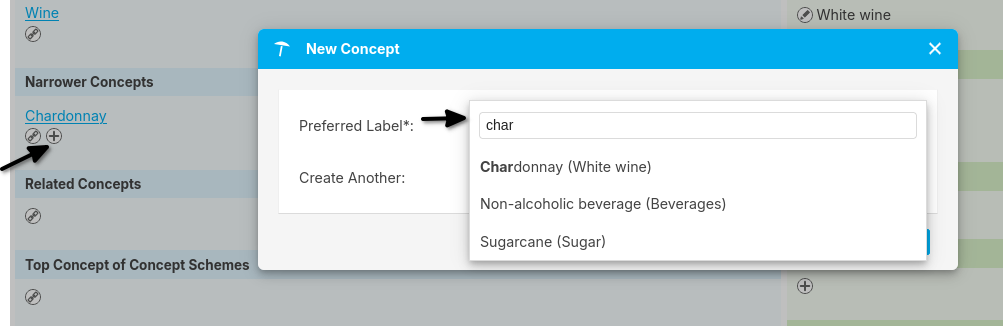 Wine
White wine
New Concept
Narrower Concepts
Chardonnay
Preferred Label*:
char
Chardonnay (White wine)
Create Another:
Related Concepts
Non-alcoholic beverage (Beverages)
Sugarcane (Sugar)
Top Concept of Concept Schemes